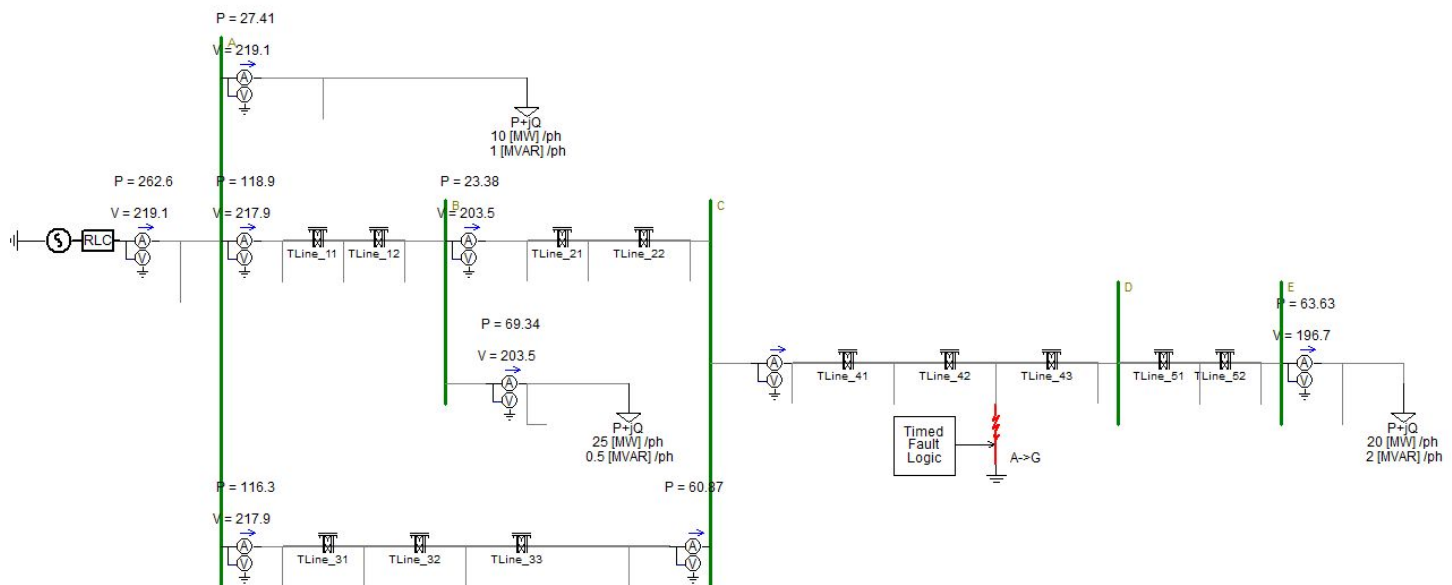 P = 27.41
A
V = 219.1
A
V
P+jQ
10 [MW] /ph
1 [MVAR] /ph
P = 262.6
P = 118.9
P = 23.38
V = 219.1
V = 217.9
B
V = 203.5
C
S
RLC
A
V
A
V
TLine_11
TLine_12
A
V
TLine_21
TLine_22
D
E
P = 69.34
P = 63.63
V = 203.5
V = 196.7
A
V
A
V
TLine_41
TLine_42
TLine_43
TLine_51
TLine_52
A
V
P+jQ
25 [MW] /ph
0.5 [MVAR] /ph
Timed
Fault
Logic
A->G
P+jQ
20 [MW] /ph
2 [MVAR] /ph
P = 116.3
P = 60.87
V = 217.9
A
V
TLine_31
TLine_32
TLine_33
A
V